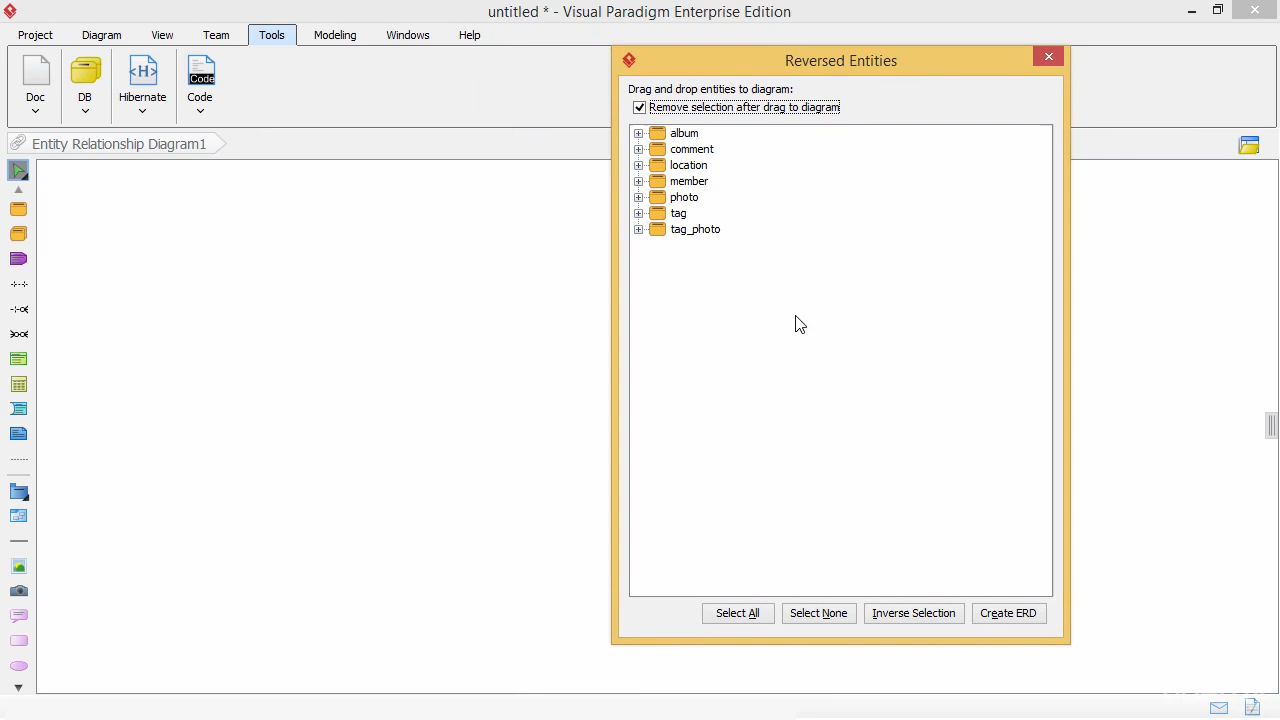 untitled * - Visual Paradigm Enterprise Edition
Project Diagram View Team Tools Modeling Windows Help
Doc DB <H> Hibernate Code Code
Entity Relationship Diagram1
Reversed Entities
Drag and drop entities to diagram:
Remove selection after drag to diagram
album
comment
location
member
photo
tag
tag_photo
Select All Select None Inverse Selection Create ERD